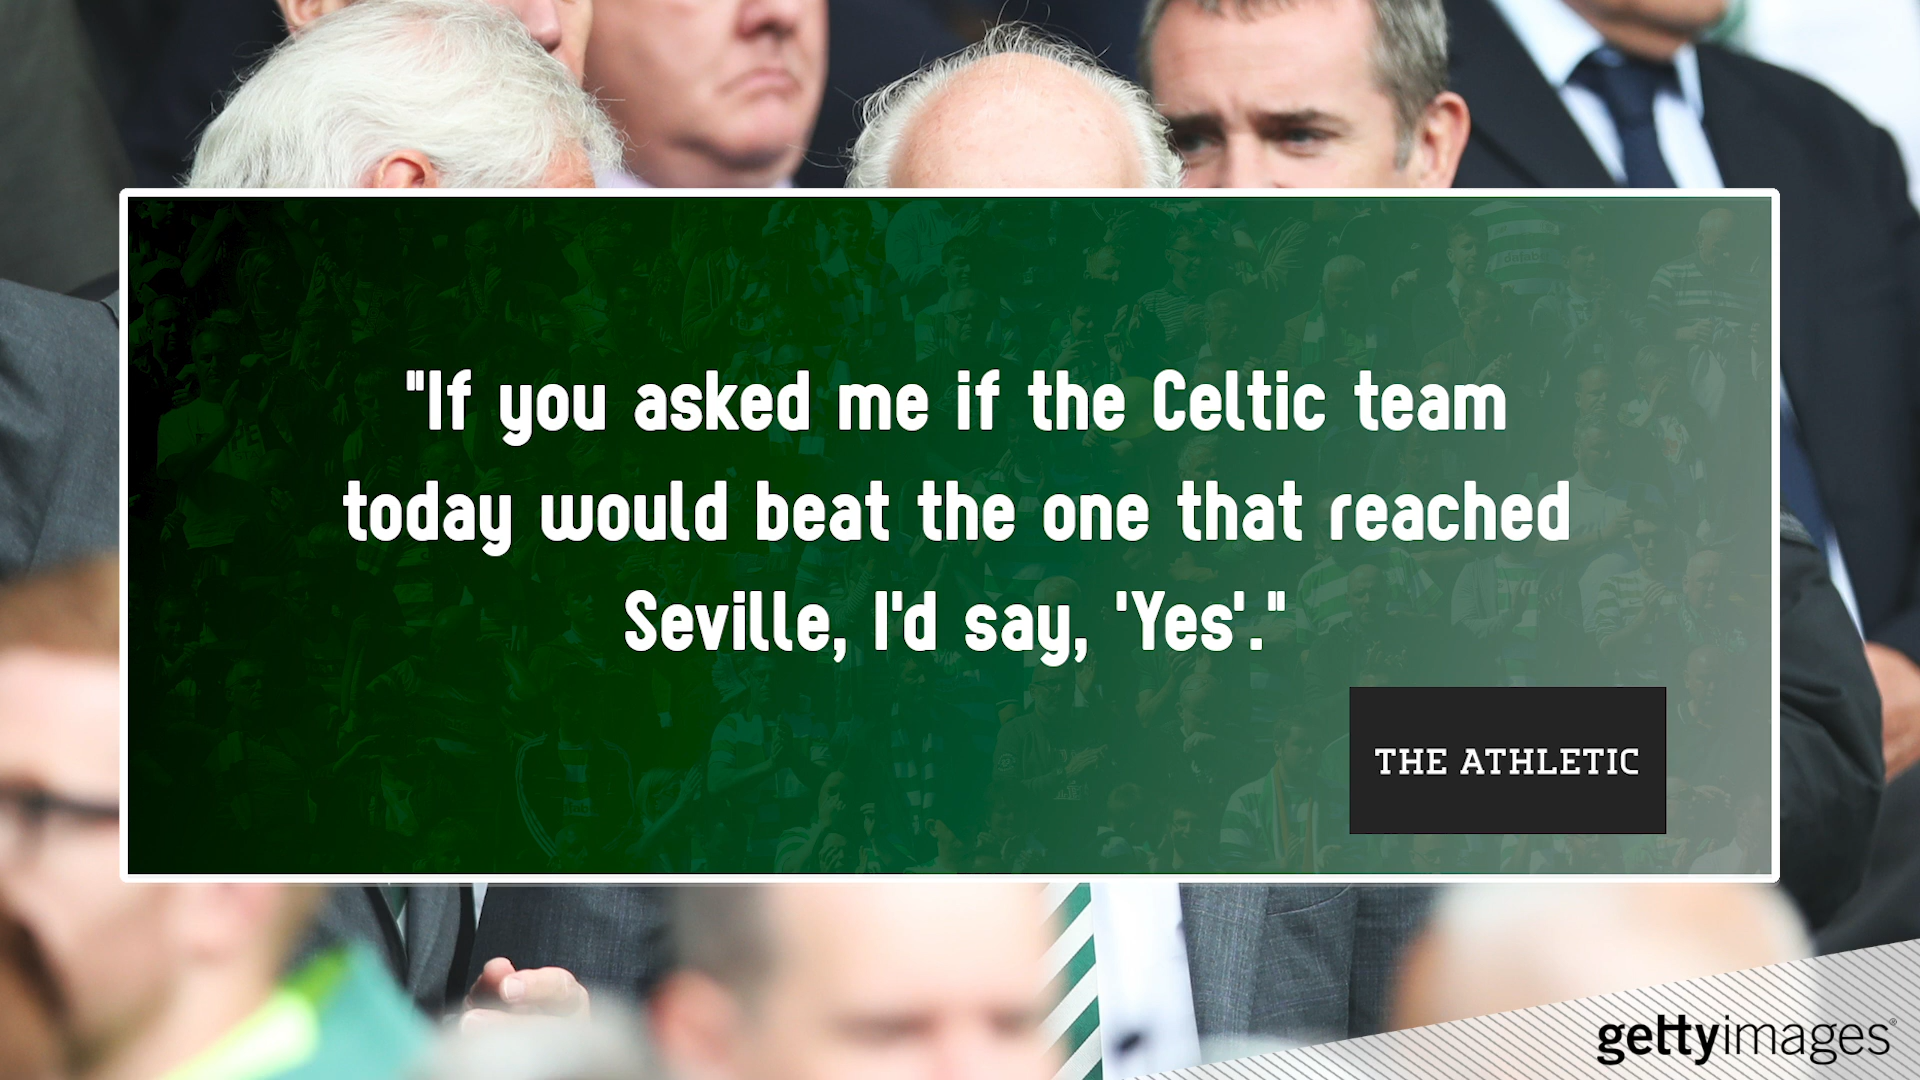 "If you asked me if the Celtic team
today would beat the one that reached
Seville, I'd say, 'Yes'."
THE ATHLETIC
gettyimages®